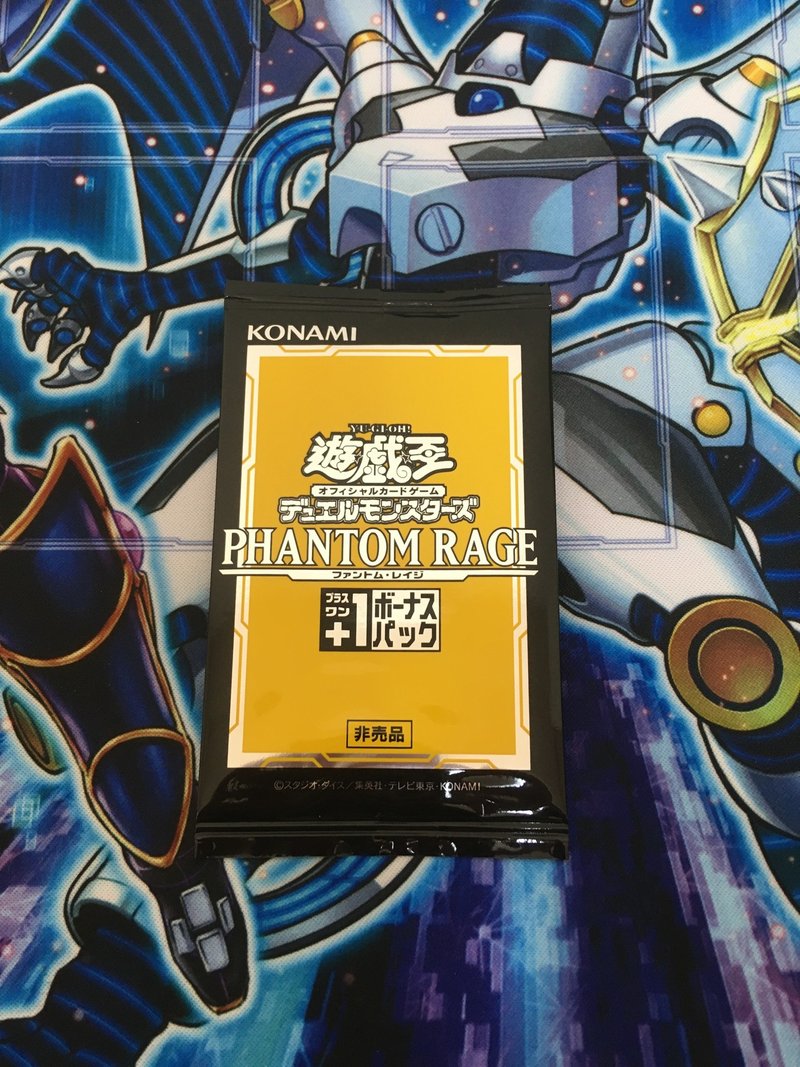 KONAMI
YU-GI-OH!
遊戯王
オフィシャルカードゲーム
デュエルモンスターズ
PHANTOM RAGE
ファントム・レイジ
プラスワン
+1
ボーナスパック
非売品
©スタジオ・ダイス/集英社・テレビ東京・KONAMI